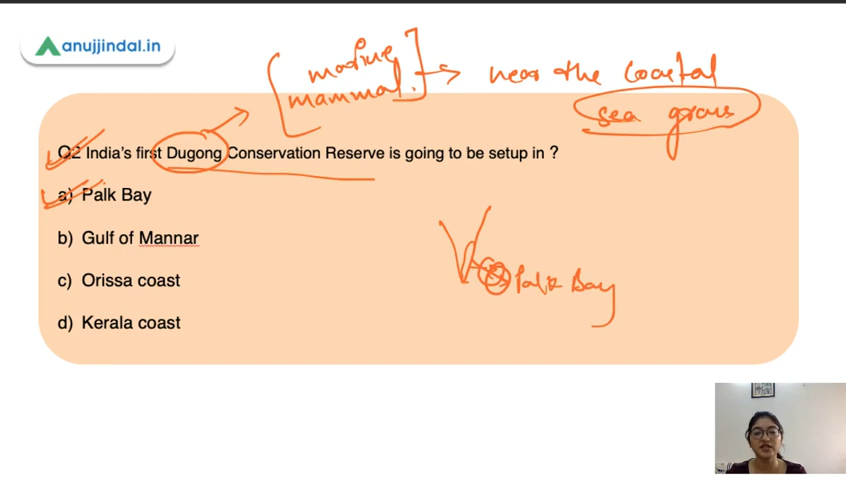 anujjindal.in
marine
mammal.
near the coastal
sea grass
Q2 India's first Dugong Conservation Reserve is going to be setup in ?
a) Palk Bay
b) Gulf of Mannar
c) Orissa coast
d) Kerala coast
Palk Bay